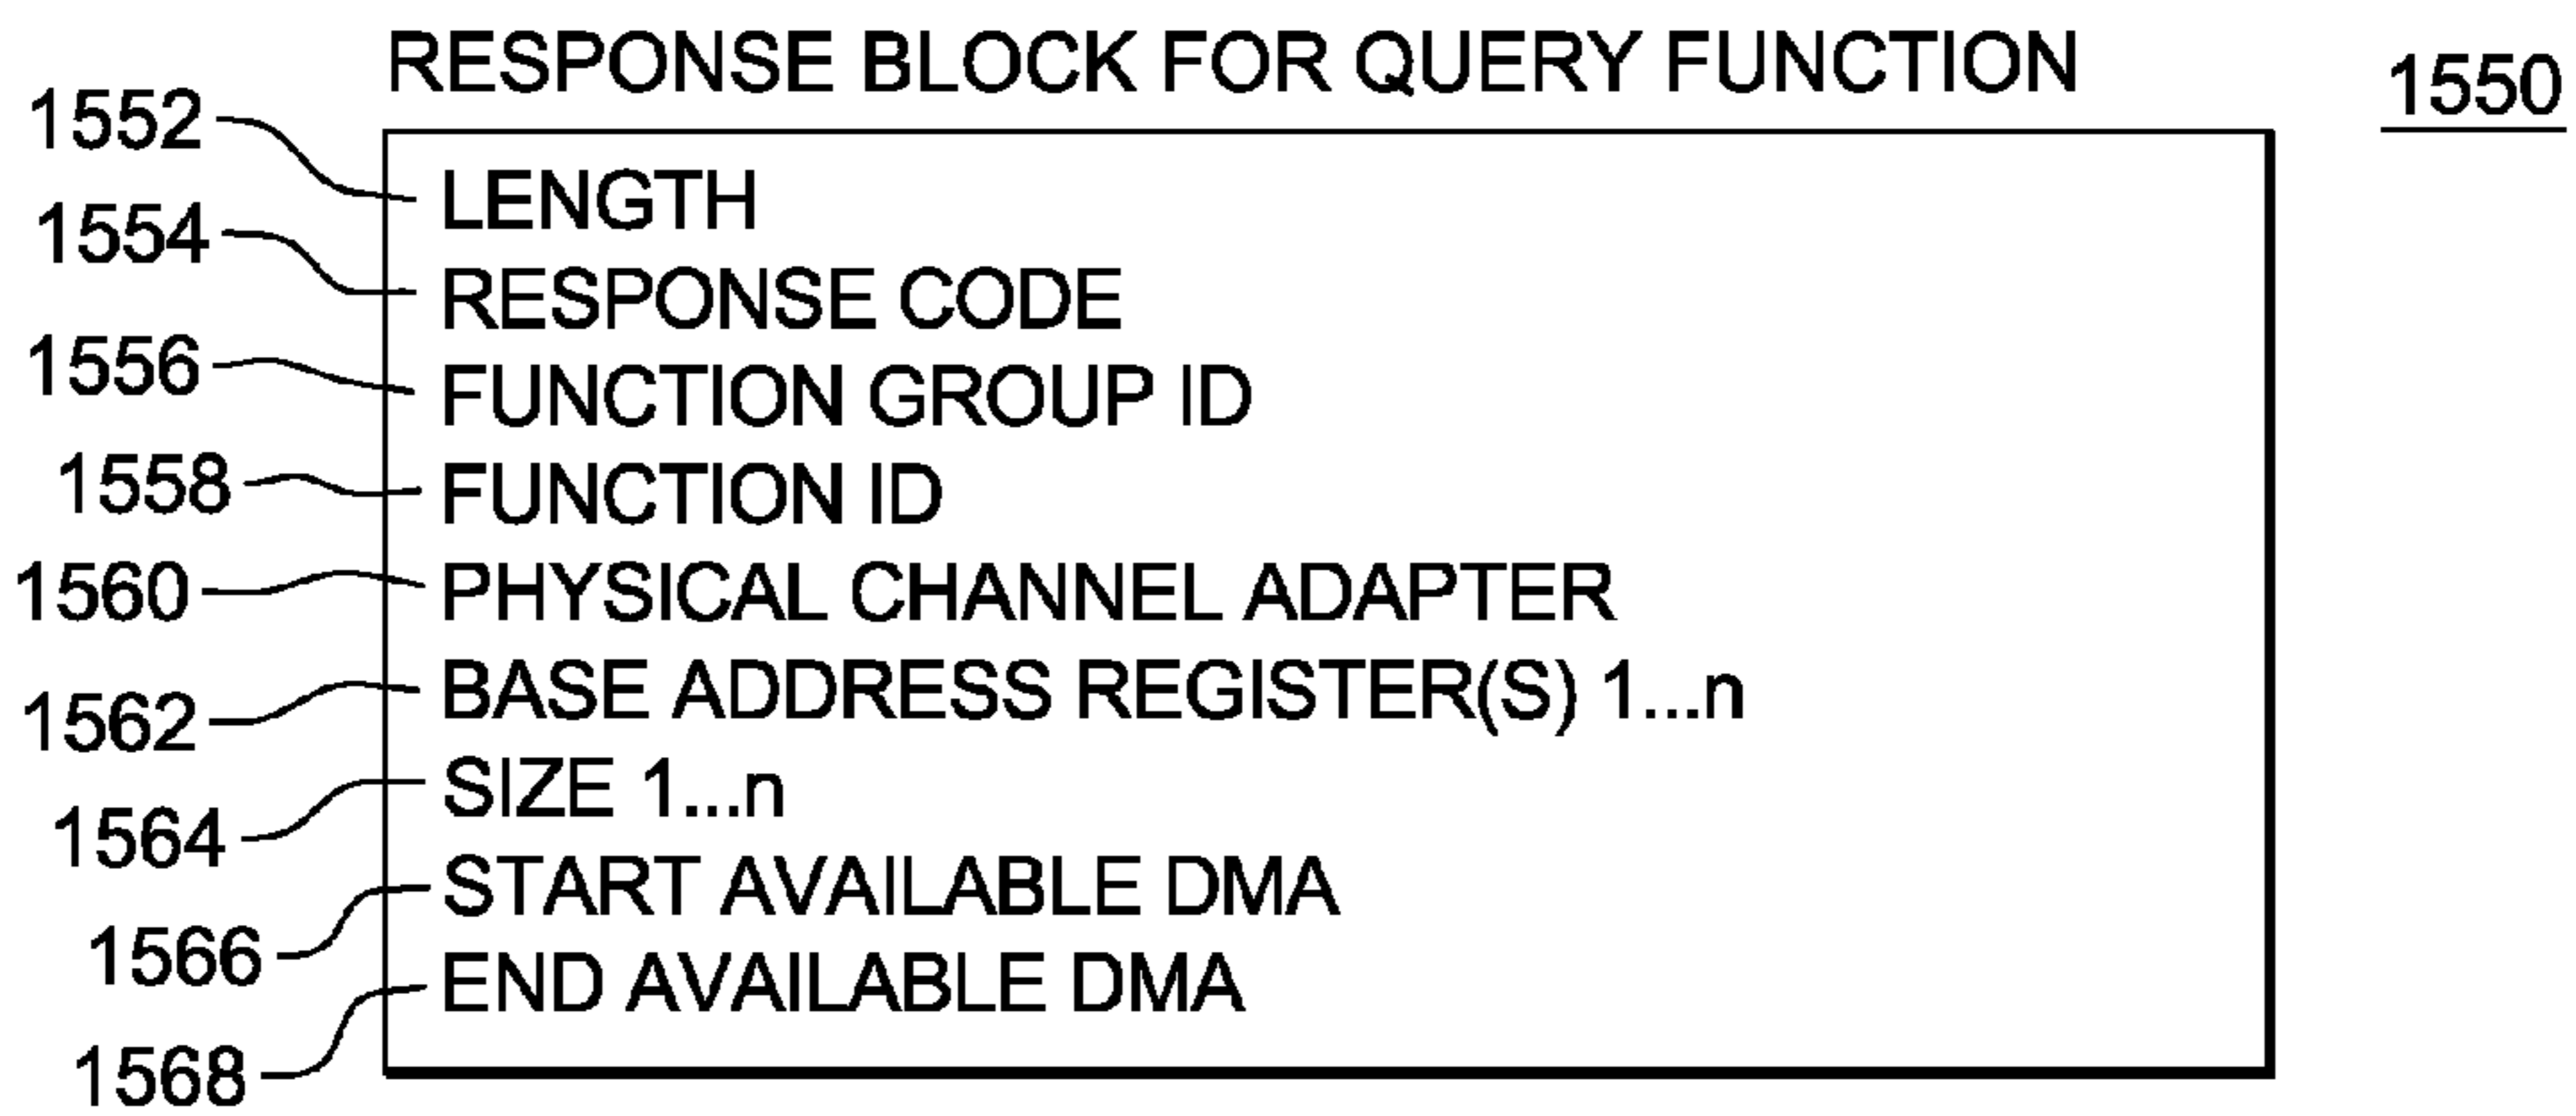 RESPONSE BLOCK FOR QUERY FUNCTION 1550
1552 LENGTH
1554 RESPONSE CODE
1556 FUNCTION GROUP ID
1558 FUNCTION ID
1560 PHYSICAL CHANNEL ADAPTER
1562 BASE ADDRESS REGISTER(S) 1...n
1564 SIZE 1...n
1566 START AVAILABLE DMA
1568 END AVAILABLE DMA